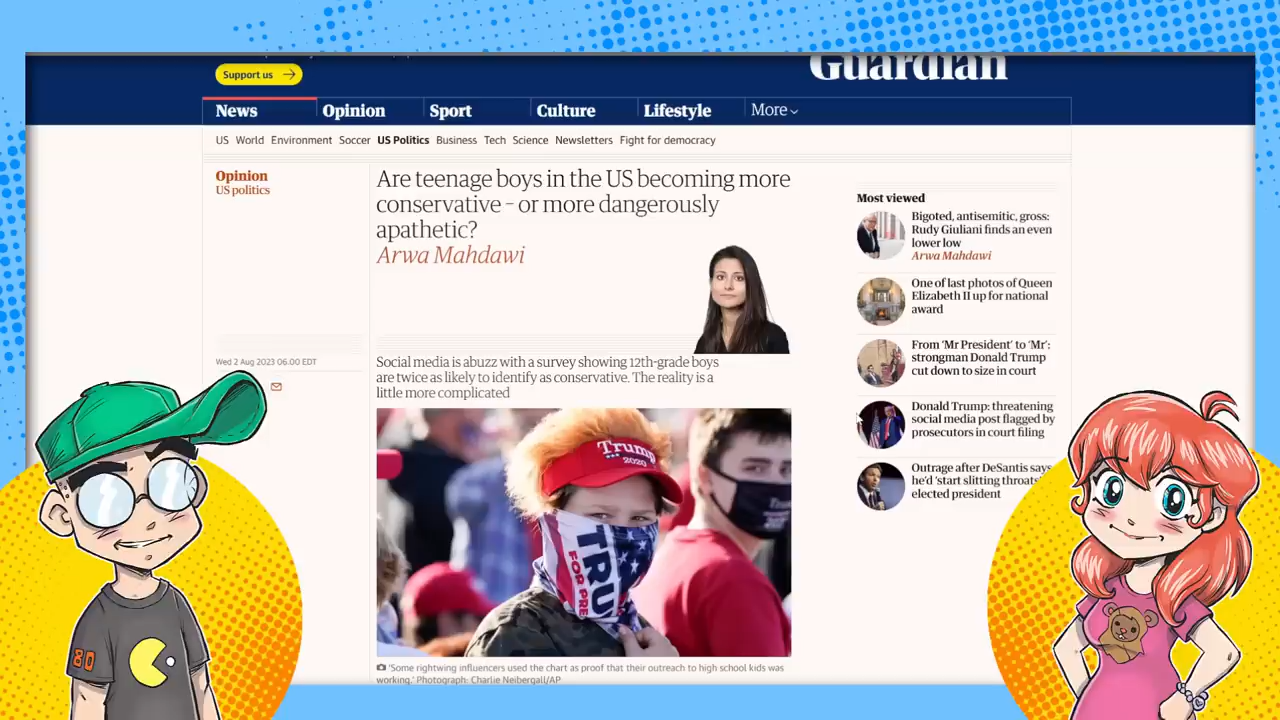 Guardian
Support us →
News
Opinion
Sport
Culture
Lifestyle
More
US World Environment Soccer US Politics Business Tech Science Newsletters Fight for democracy
Opinion
US politics
Are teenage boys in the US becoming more
conservative – or more dangerously
apathetic?
Arwa Mahdawi
Wed 2 Aug 2023 06.00 EDT
Social media is abuzz with a survey showing 12th-grade boys
are twice as likely to identify as conservative. The reality is a
little more complicated
Trump
2020
TRU
FOR PRE
'Some rightwing influencers used the chart as proof that their outreach to high school kids was
working.' Photograph: Charlie Neibergall/AP
Most viewed
Bigoted, antisemitic, gross:
Rudy Giuliani finds an even
lower low
Arwa Mahdawi
One of last photos of Queen
Elizabeth II up for national
award
From 'Mr President' to 'Mr':
strongman Donald Trump
cut down to size in court
Donald Trump: threatening
social media post flagged by
prosecutors in court filing
Outrage after DeSantis says
he'd 'start slitting throats'
elected president
80